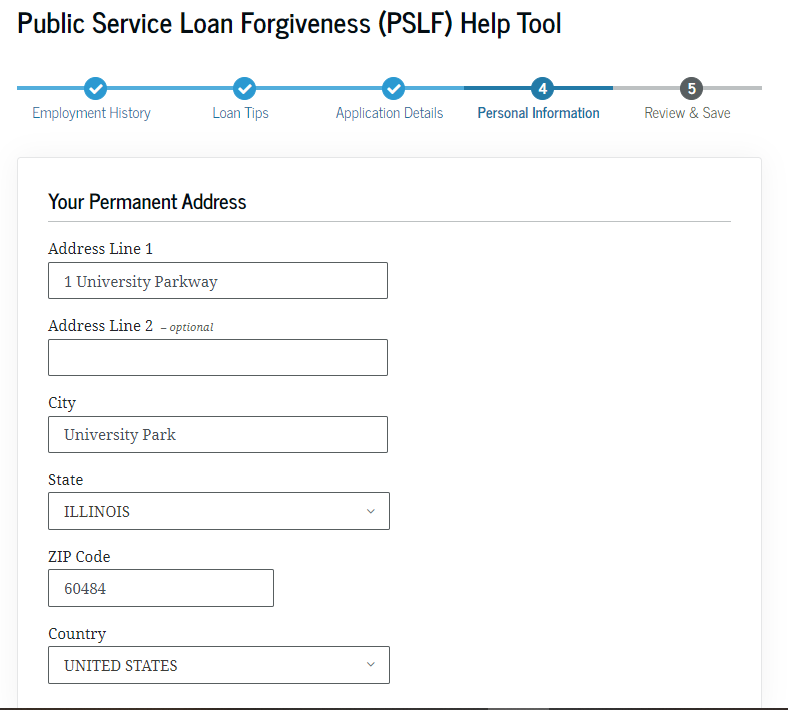 Public Service Loan Forgiveness (PSLF) Help Tool
4
5
Employment History
Loan Tips
Application Details
Personal Information
Review & Save
Your Permanent Address
Address Line 1
1 University Parkway
Address Line 2 – optional
City
University Park
State
ILLINOIS
ZIP Code
60484
Country
UNITED STATES